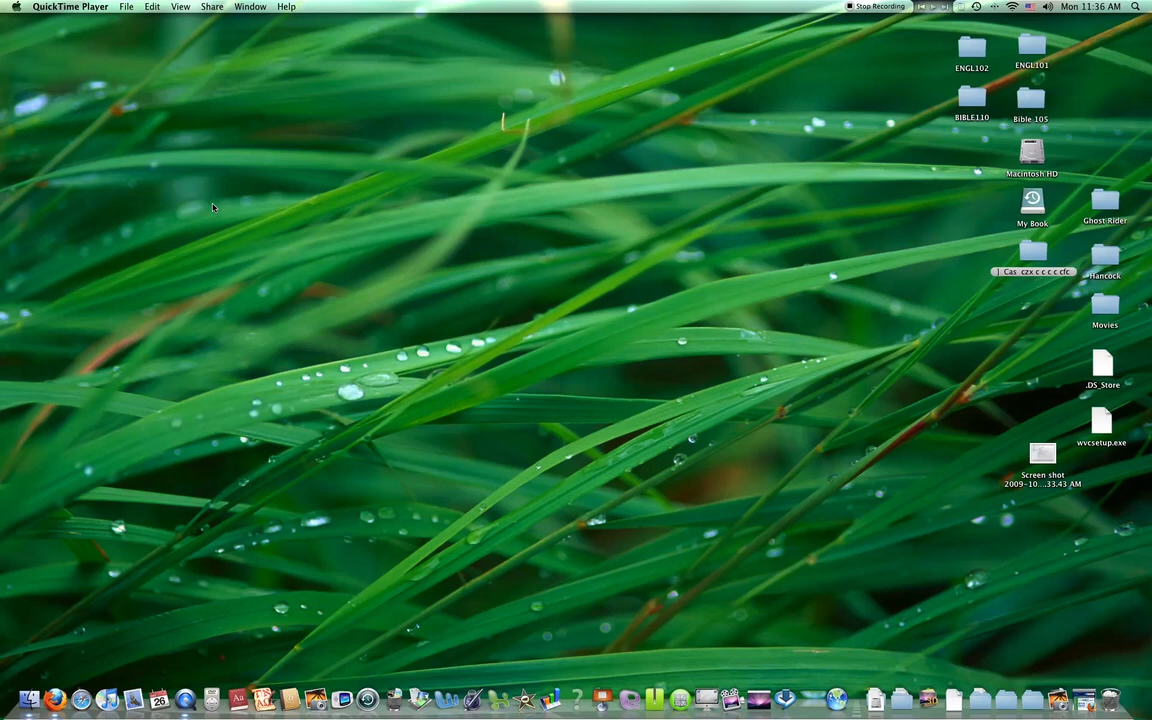 QuickTime Player File Edit View Share Window Help Stop Recording Mon 11:36 AM
ENGL102 ENGL101
BIBLE110 Bible 105
Macintosh HD
My Book Ghost Rider
Hancock
Movies
.DS_Store
wvcsetup.exe
Screen shot
2009-10....33.43 AM
26